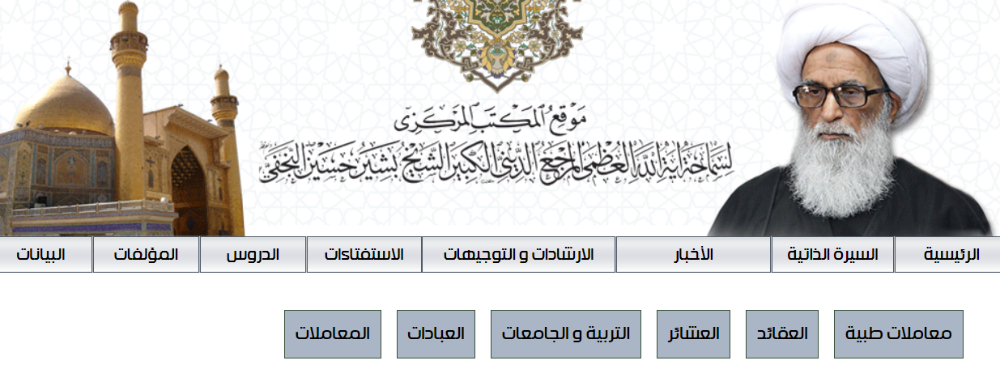 موقع المكتب المركزي
لسماحة آية الله العظمى المرجع الديني الكبير الشيخ بشير حسين النجفي
الرئيسية
السيرة الذاتية
الأخبار
الارشادات و التوجيهات
الاستفتاءات
الدروس
المؤلفات
البيانات
معاملات طبية
العقائد
العشائر
التربية و الجامعات
العبادات
المعاملات